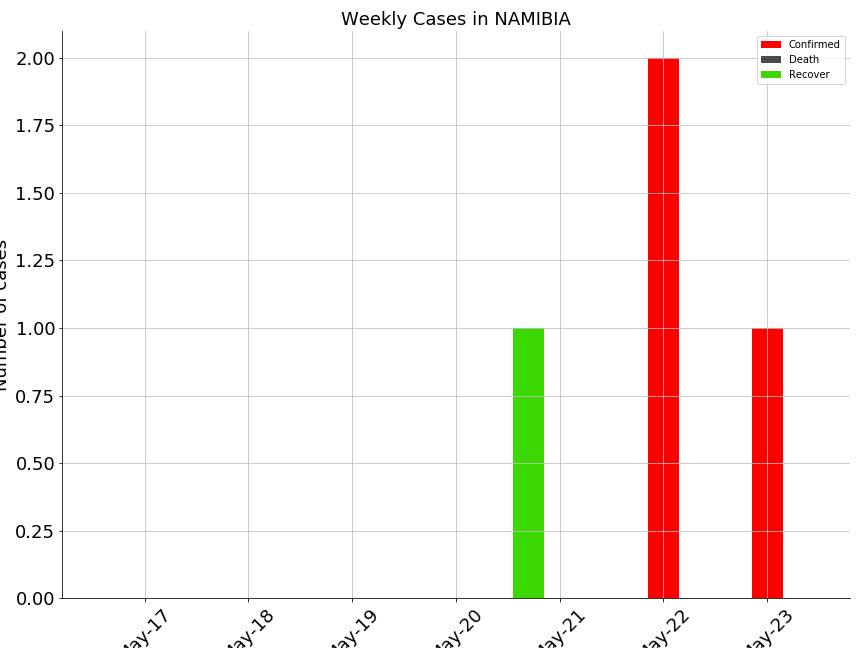 Weekly Cases in NAMIBIA
Confirmed
Death
Recover
2.00
1.75
1.50
1.25
1.00
0.75
0.50
0.25
0.00
Number of cases
May-17
May-18
May-19
May-20
May-21
May-22
May-23